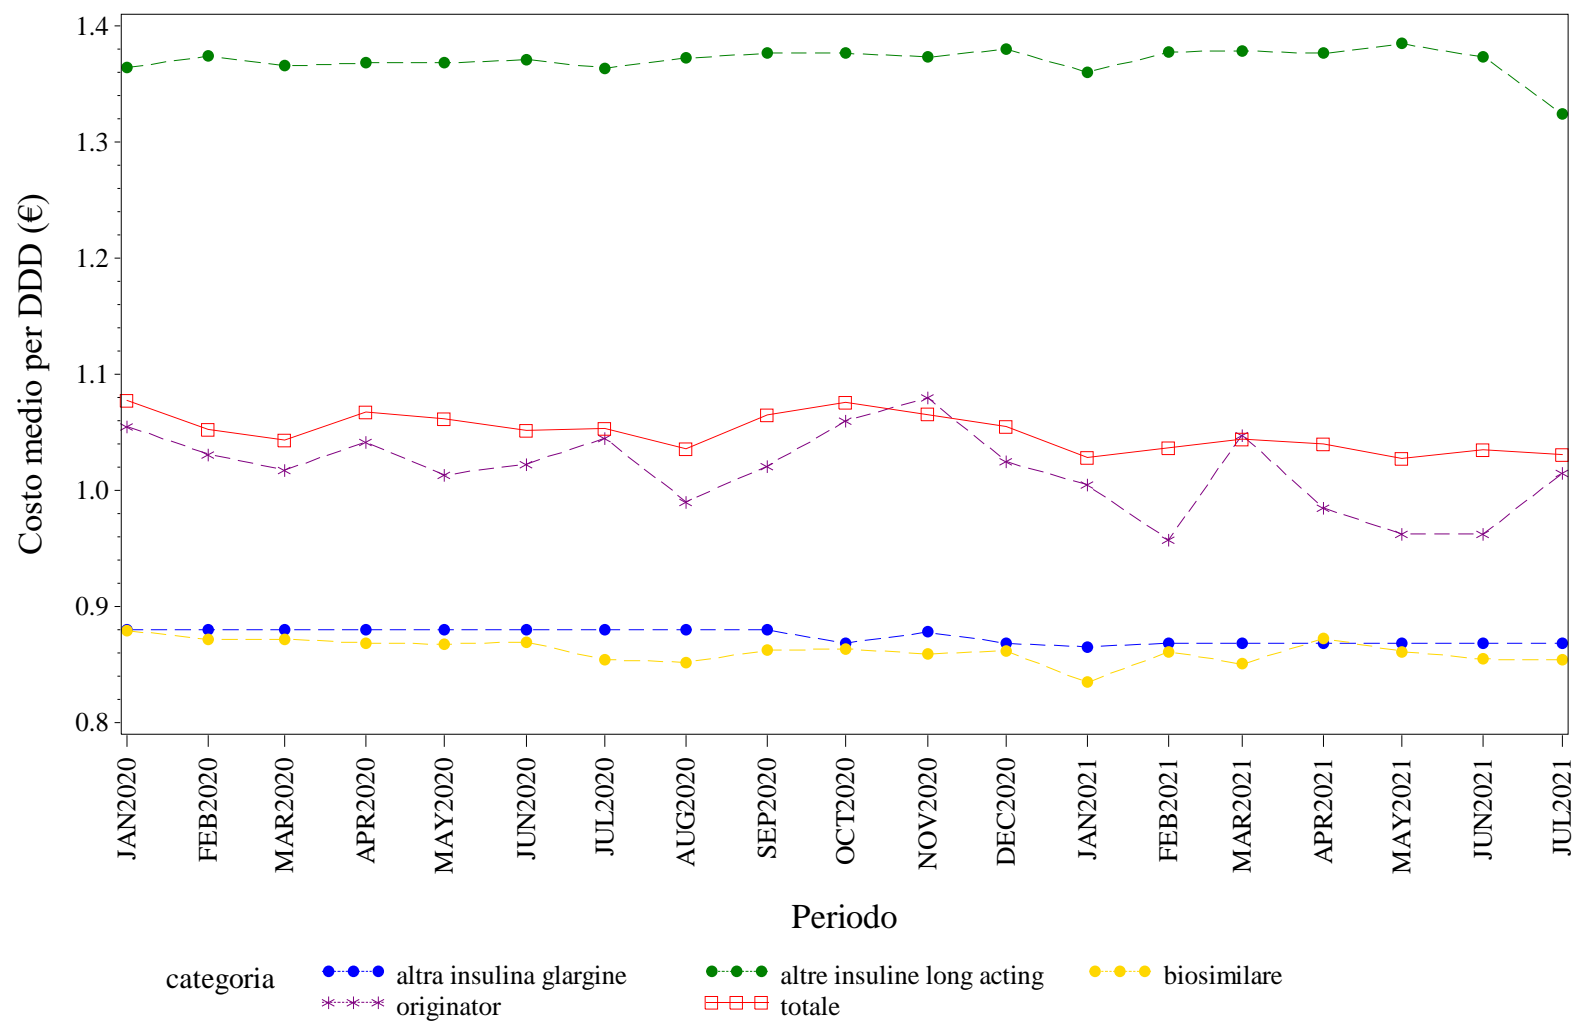 Costo medio per DDD (€)
1.4
1.3
1.2
1.1
1.0
0.9
0.8
JAN2020
FEB2020
MAR2020
APR2020
MAY2020
JUN2020
JUL2020
AUG2020
SEP2020
OCT2020
NOV2020
DEC2020
JAN2021
FEB2021
MAR2021
APR2021
MAY2021
JUN2021
JUL2021
Periodo
categoria
altra insulina glargine
altre insuline long acting
biosimilare
originator
totale